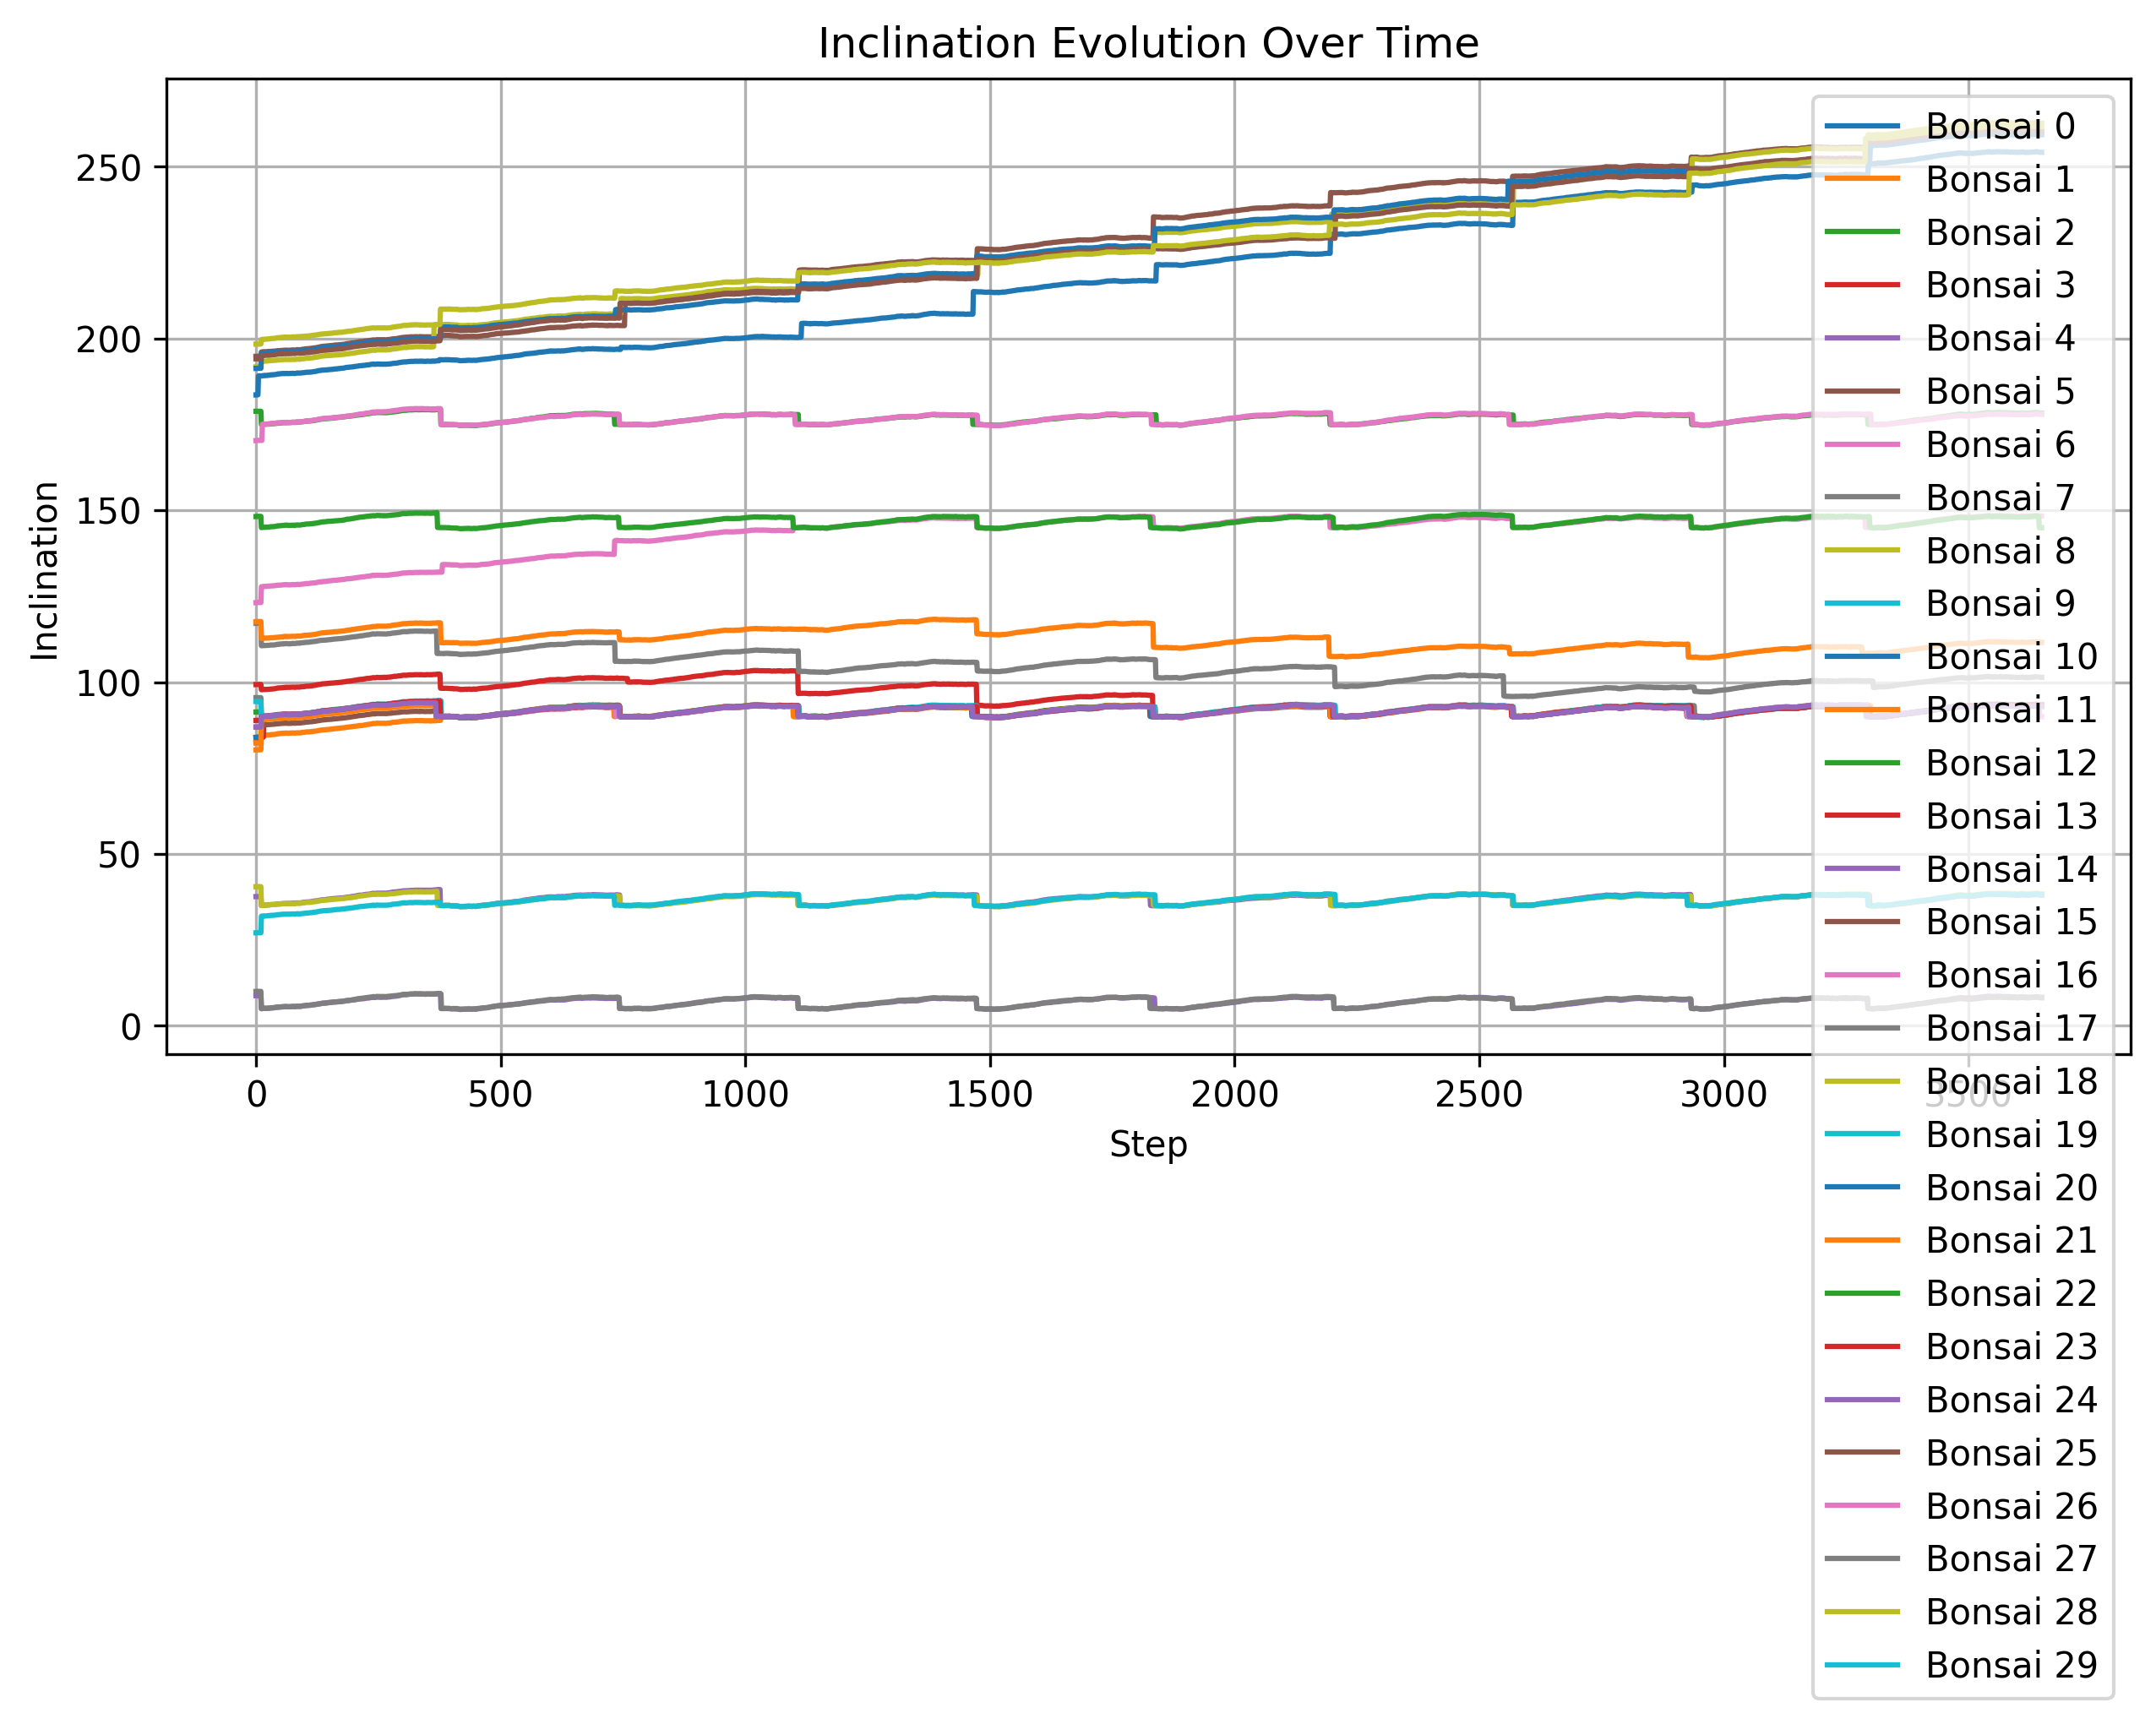 Inclination Evolution Over Time
Inclination
250
200
150
100
50
0
0 500 1000 1500 2000 2500 3000 3500
Step
Bonsai 0
Bonsai 1
Bonsai 2
Bonsai 3
Bonsai 4
Bonsai 5
Bonsai 6
Bonsai 7
Bonsai 8
Bonsai 9
Bonsai 10
Bonsai 11
Bonsai 12
Bonsai 13
Bonsai 14
Bonsai 15
Bonsai 16
Bonsai 17
Bonsai 18
Bonsai 19
Bonsai 20
Bonsai 21
Bonsai 22
Bonsai 23
Bonsai 24
Bonsai 25
Bonsai 26
Bonsai 27
Bonsai 28
Bonsai 29